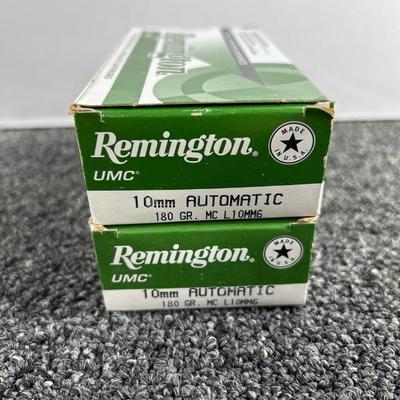 Remington
Remington®
UMC®
MADE
IN U.S.A.
10mm AUTOMATIC
180 GR. MC L10MM6
Remington®
UMC®
MADE
IN U.S.A.
10mm AUTOMATIC
180 GR. MC L10MM6